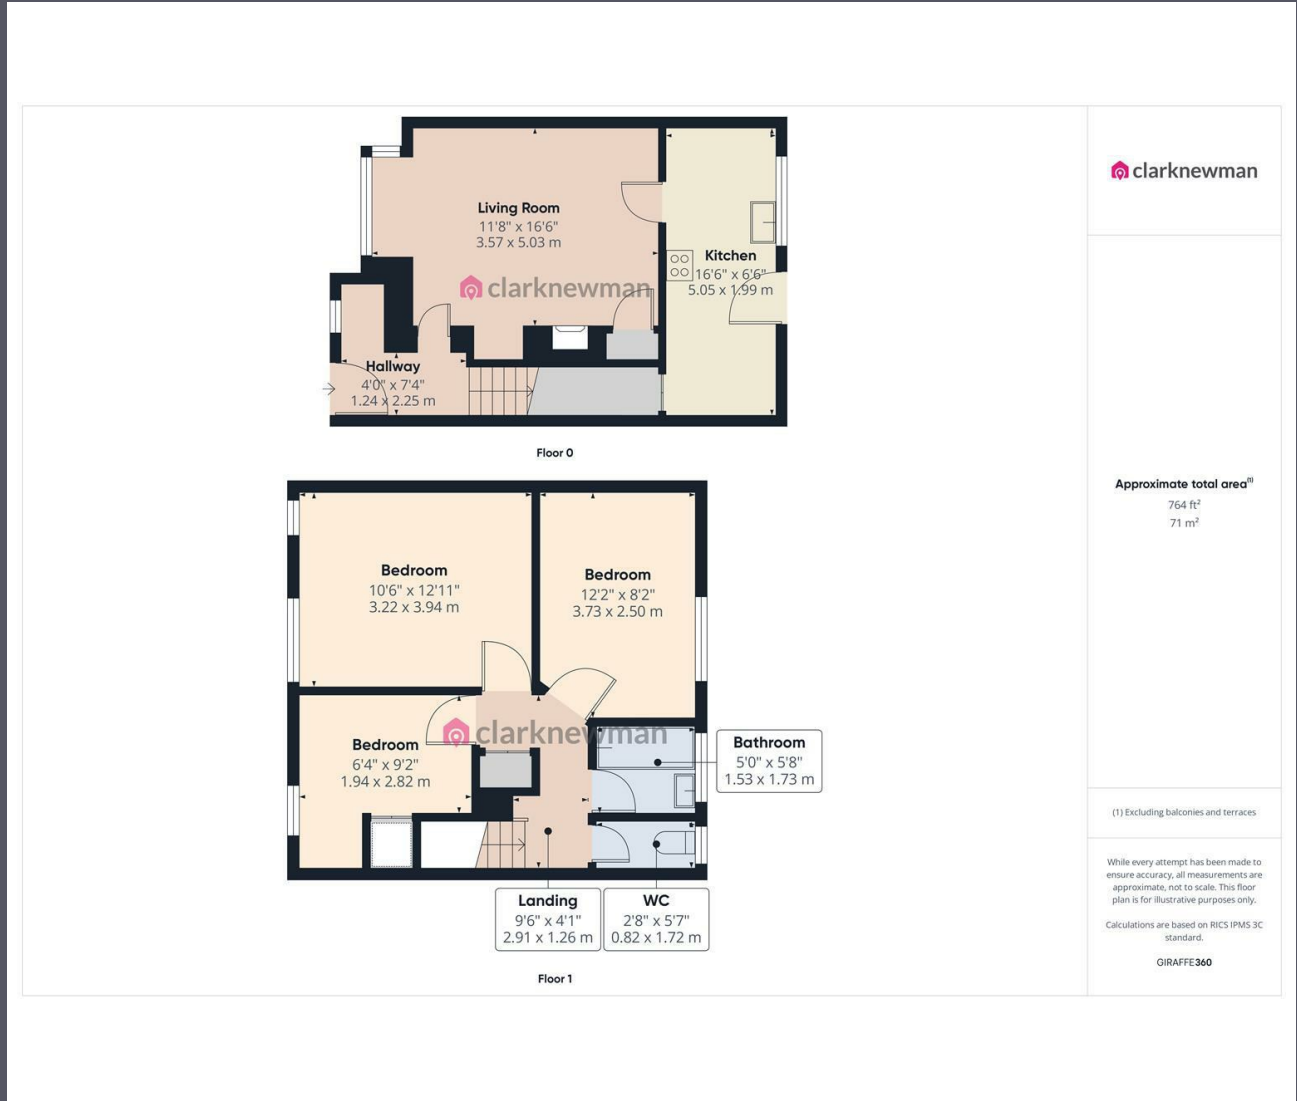 Living Room
11'8" x 16'6"
3.57 x 5.03 m
clarknewman
Kitchen
16'6" x 6'6"
5.05 x 1.99 m
Hallway
4'0" x 7'4"
1.24 x 2.25 m
Floor 0
Bedroom
10'6" x 12'11"
3.22 x 3.94 m
Bedroom
12'2" x 8'2"
3.73 x 2.50 m
clarknewman
Bedroom
6'4" x 9'2"
1.94 x 2.82 m
Bathroom
5'0" x 5'8"
1.53 x 1.73 m
Landing
9'6" x 4'1"
2.91 x 1.26 m
WC
2'8" x 5'7"
0.82 x 1.72 m
Floor 1
clarknewman
Approximate total area(1)
764 ft²
71 m²
(1) Excluding balconies and terraces
While every attempt has been made to
ensure accuracy, all measurements are
approximate, not to scale. This floor
plan is for illustrative purposes only.
Calculations are based on RICS IPMS 3C
standard.
GIRAFFE360